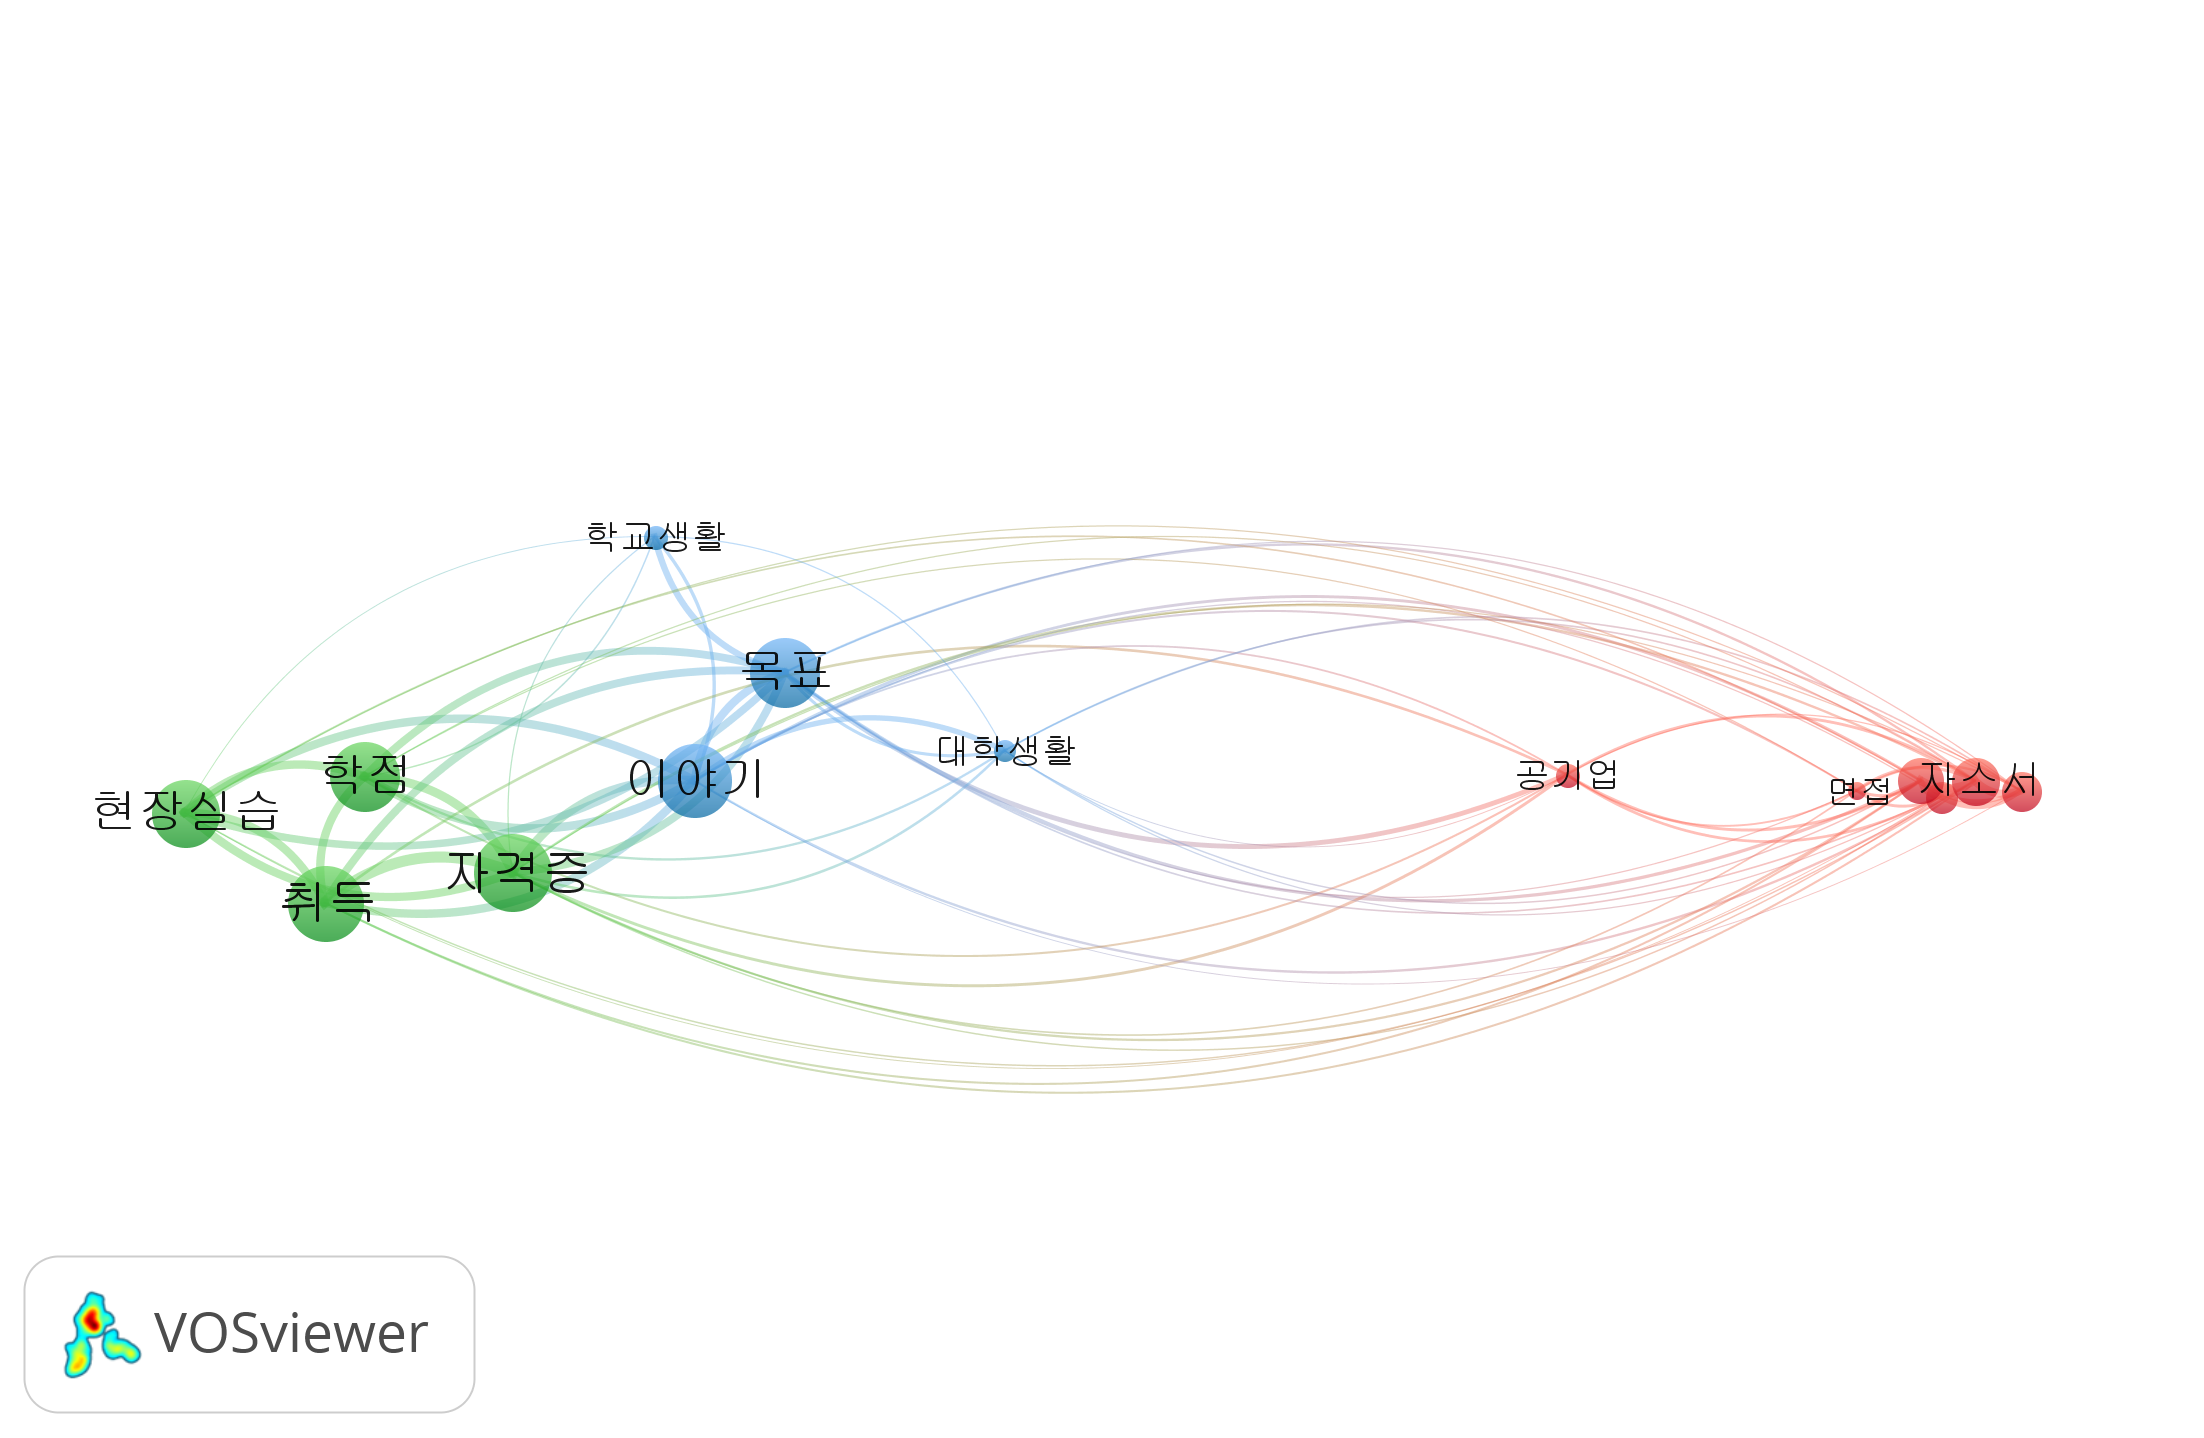 학교생활
목표
대학생활
학점
이야기
공기업
면접
자소서
현장실습
자격증
취득
VOSviewer